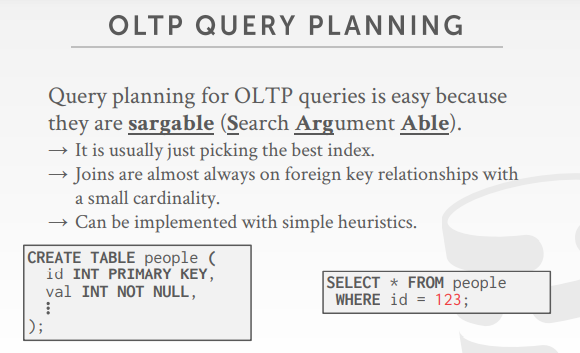 OLTP QUERY PLANNING
Query planning for OLTP queries is easy because
they are sargable (Search Argument Able).
→ It is usually just picking the best index.
→ Joins are almost always on foreign key relationships with
a small cardinality.
→ Can be implemented with simple heuristics.
CREATE TABLE people (
id INT PRIMARY KEY,
val INT NOT NULL,
⋮
);
SELECT * FROM people
WHERE id = 123;